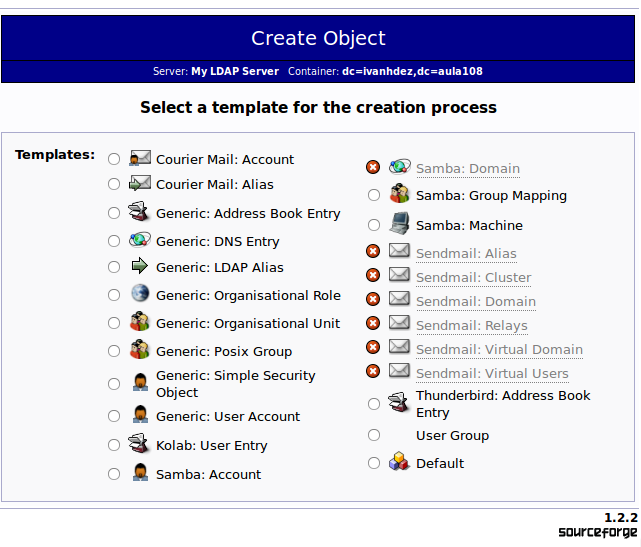 Create Object
Server: My LDAP Server Container: dc=ivanhdez,dc=aula108
Select a template for the creation process
Templates:
Courier Mail: Account
Courier Mail: Alias
Generic: Address Book Entry
Generic: DNS Entry
Generic: LDAP Alias
Generic: Organisational Role
Generic: Organisational Unit
Generic: Posix Group
Generic: Simple Security
Object
Generic: User Account
Kolab: User Entry
Samba: Account
Samba: Domain
Samba: Group Mapping
Samba: Machine
Sendmail: Alias
Sendmail: Cluster
Sendmail: Domain
Sendmail: Relays
Sendmail: Virtual Domain
Sendmail: Virtual Users
Thunderbird: Address Book
Entry
User Group
Default
1.2.2
sourceforge